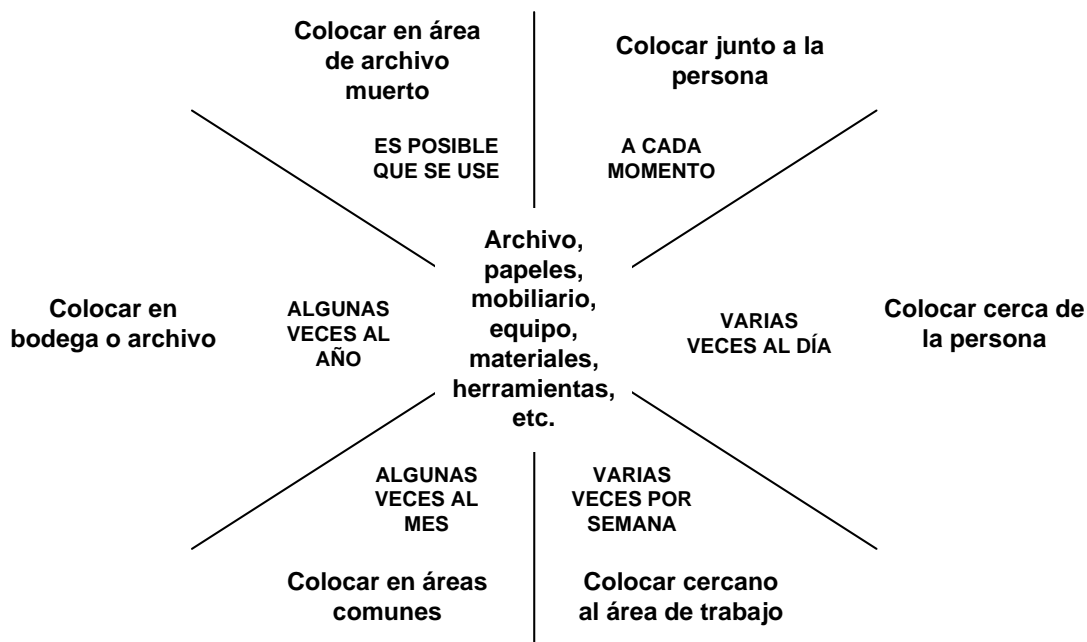 Colocar en área
de archivo
muerto
Colocar junto a la
persona
ES POSIBLE
QUE SE USE
A CADA
MOMENTO
Archivo,
papeles,
mobiliario,
equipo,
materiales,
herramientas,
etc.
Colocar en
bodega o archivo
ALGUNAS
VECES AL
AÑO
VARIAS
VECES AL DÍA
Colocar cerca de
la persona
ALGUNAS
VECES AL
MES
VARIAS
VECES POR
SEMANA
Colocar en áreas
comunes
Colocar cercano
al área de trabajo